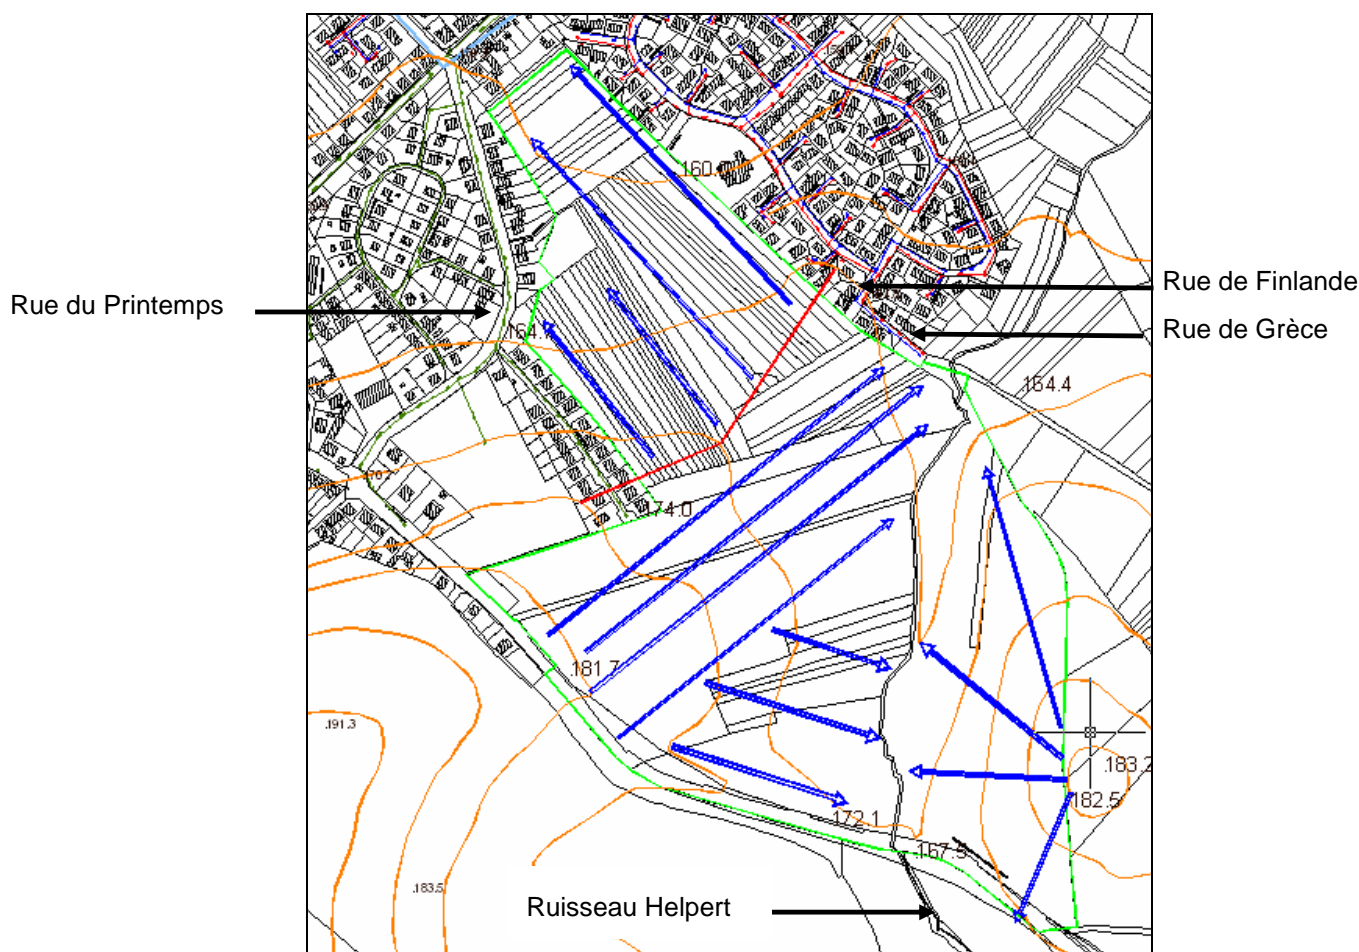 .160.
Rue de Finlande
Rue du Printemps
Rue de Grèce
.164.4
.174.0
.181.7
.191.3
.183.2
.182.5
.172.1
.167.5
.183.5
Ruisseau Helpert